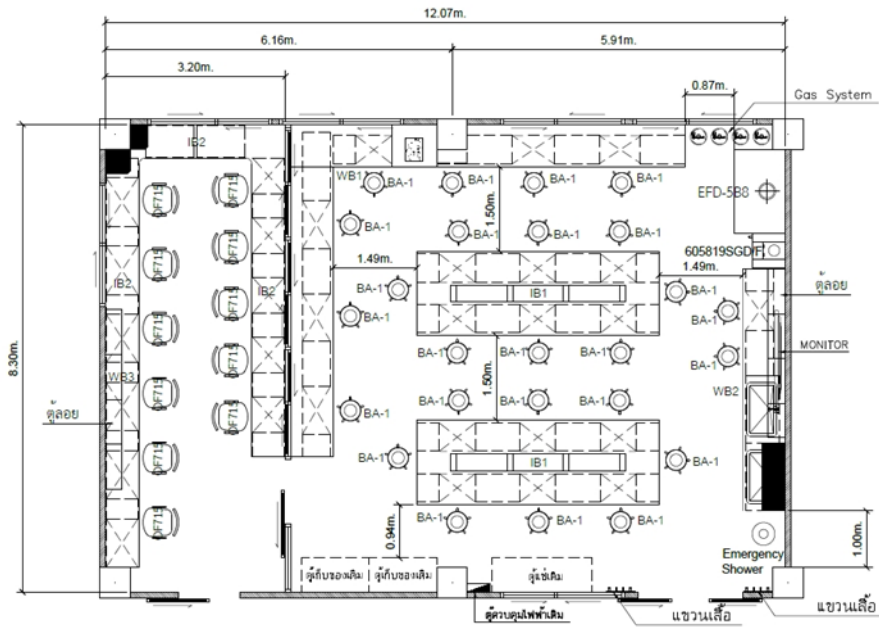 12.07m.
6.16m.
5.91m.
3.20m.
0.87m.
Gas System
8.30m.
IB2
WB1
BA-1
BA-1
BA-1
BA-1
EFD-5B8
DF715
DF715
1.50m.
BA-1
BA-1
BA-1
BA-1
605819SGD/F
DF715
DF715
1.49m.
1.49m.
ตู้ลอย
IB2
IB2
BA-1
IB1
BA-1
DF715
DF715
BA-1
BA-1
MONITOR
1.50m.
BA-1
BA-1
BA-1
BA-1
DF715
DF715
WB3
WB2
BA-1
BA-1
BA-1
ตู้ลอย
DF715
DF715
BA-1
BA-1
IB1
BA-1
DF715
BA-1
BA-1
BA-1
0.94m.
1.00m.
Emergency
Shower
ตู้เก็บของเดิม
ตู้เก็บของเดิม
ตู้แช่เดิม
ตู้ควบคุมไฟฟ้าเดิม
แขวนเสื้อ
แขวนเสื้อ